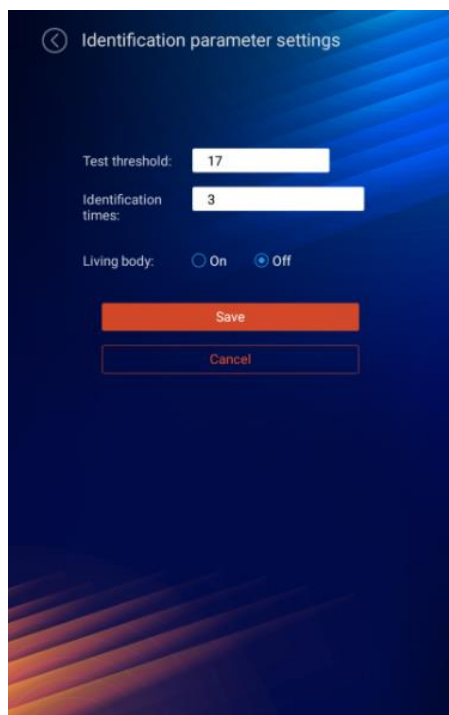 Identification parameter settings
Test threshold: 17
Identification 3
times:
Living body: On Off
Save
Cancel